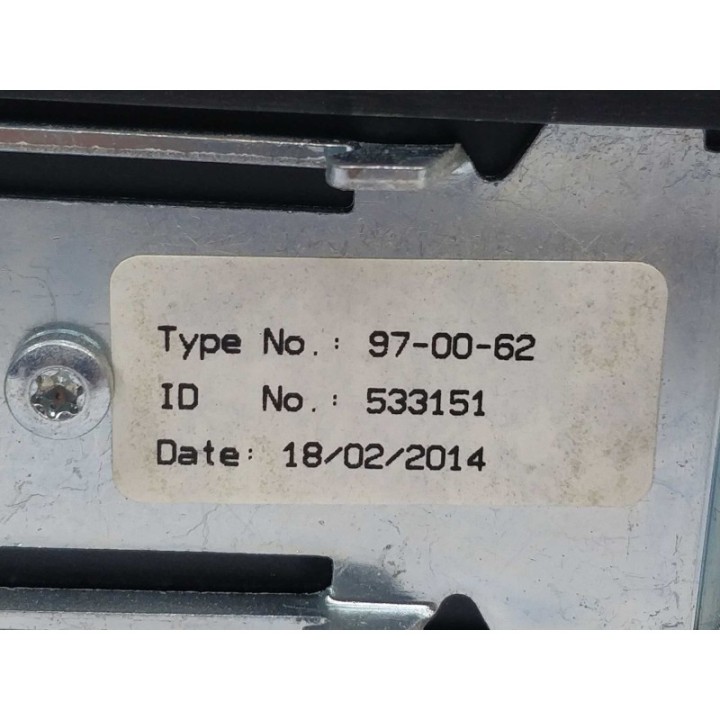 Type No.: 97-00-62
ID No.: 533151
Date: 18/02/2014